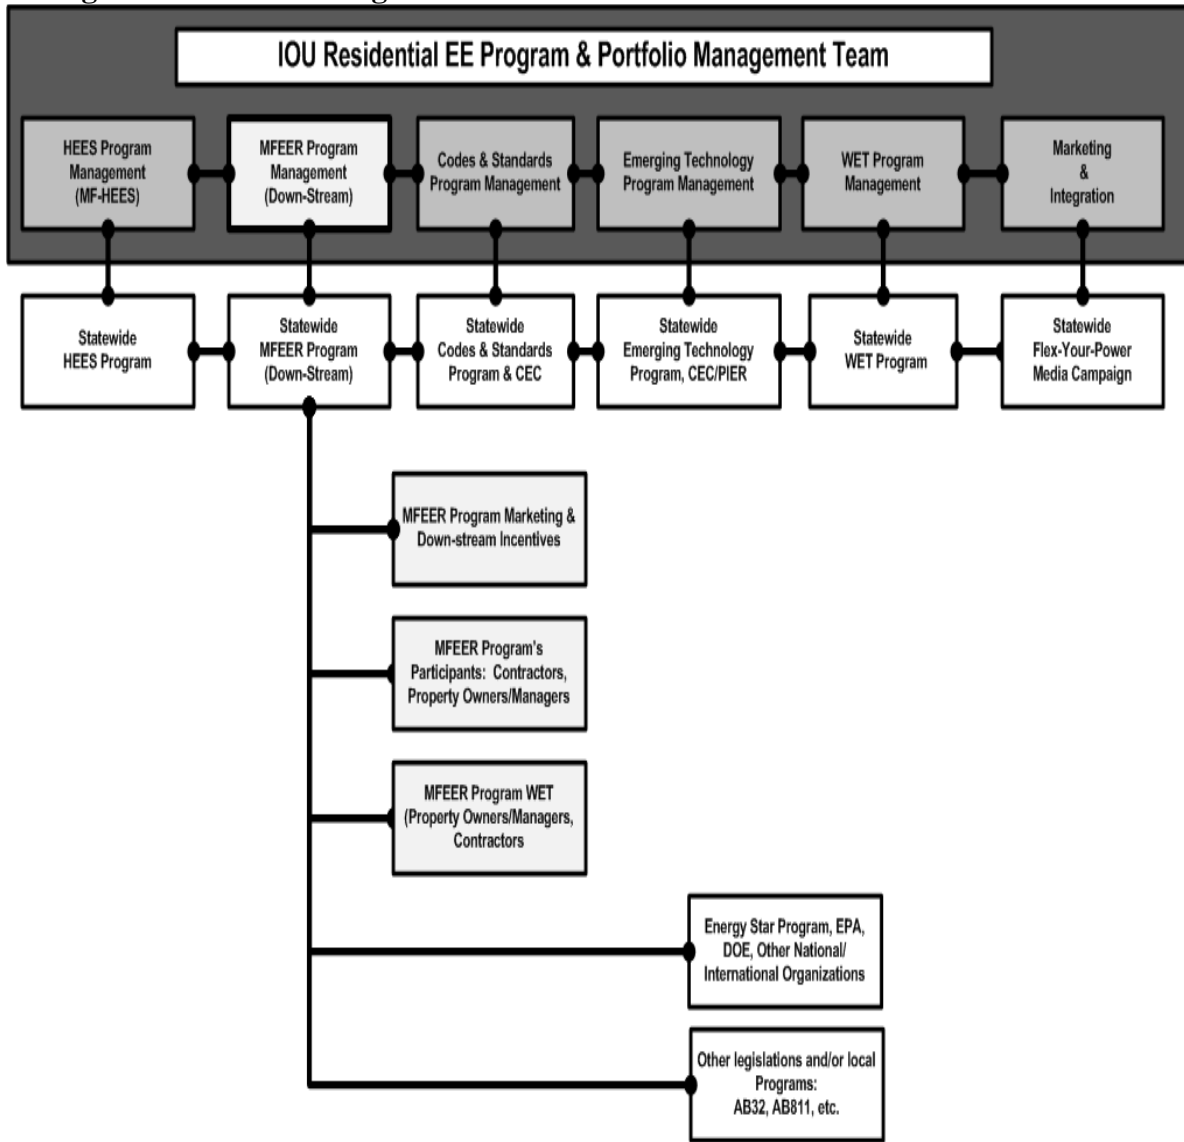 IOU Residential EE Program & Portfolio Management Team
HEES Program
Management
(MF-HEES)
MFEER Program
Management
(Down-Stream)
Codes & Standards
Program Management
Emerging Technology
Program Management
WET Program
Management
Marketing
&
Integration
Statewide
HEES Program
Statewide
MFEER Program
(Down-Stream)
Statewide
Codes & Standards
Program & CEC
Statewide
Emerging Technology
Program, CEC/PIER
Statewide
WET Program
Statewide
Flex-Your-Power
Media Campaign
MFEER Program Marketing &
Down-stream Incentives
MFEER Program's
Participants: Contractors,
Property Owners/Managers
MFEER Program WET
(Property Owners/Managers,
Contractors
Energy Star Program, EPA,
DOE, Other National/
International Organizations
Other legislations and/or local
Programs:
AB32, AB811, etc.